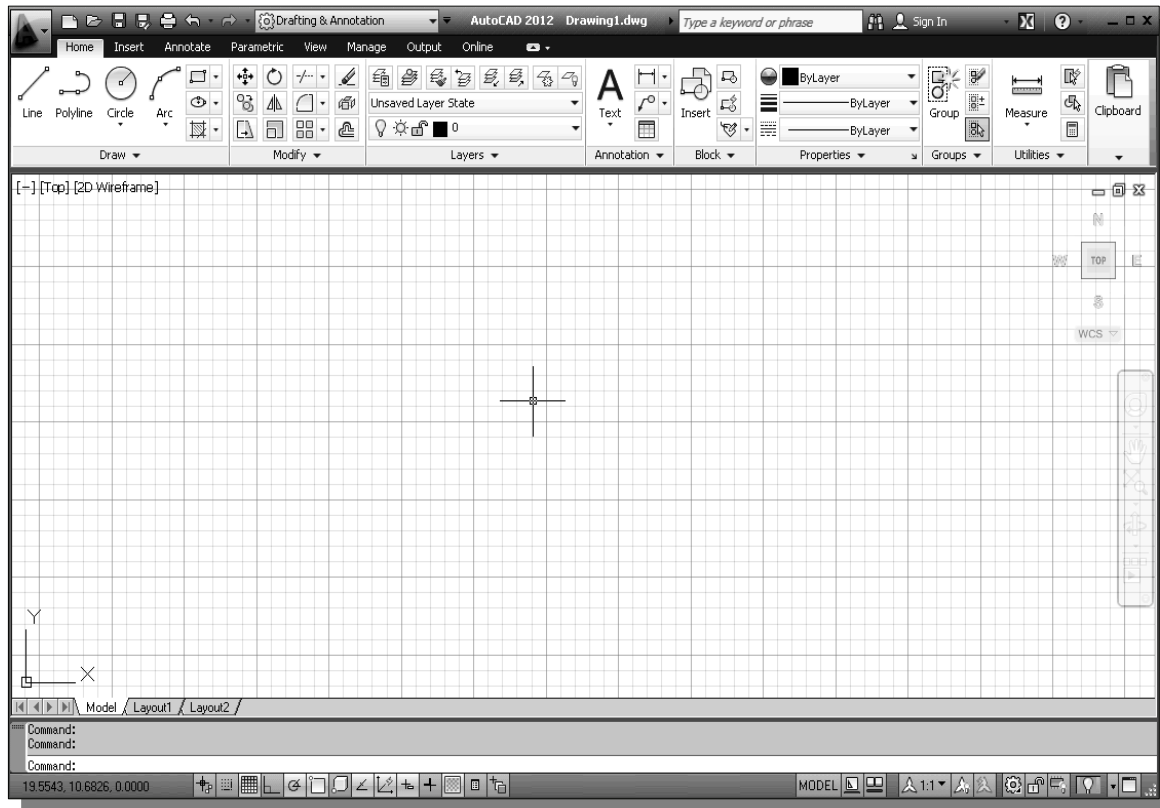 Drafting & Annotation AutoCAD 2012 Drawing1.dwg Type a keyword or phrase Sign In
Home Insert Annotate Parametric View Manage Output Online
Line Polyline Circle Arc
Unsaved Layer State
0
Text
Insert
ByLayer
ByLayer
ByLayer
Group
Measure
Clipboard
Draw Modify Layers Annotation Block Properties Groups Utilities
[-] [Top] [2D Wireframe]
N
W TOP E
S
WCS
Y
X
Model Layout1 Layout2
Command:
Command:
Command:
19.5543, 10.6826, 0.0000 MODEL 1:1